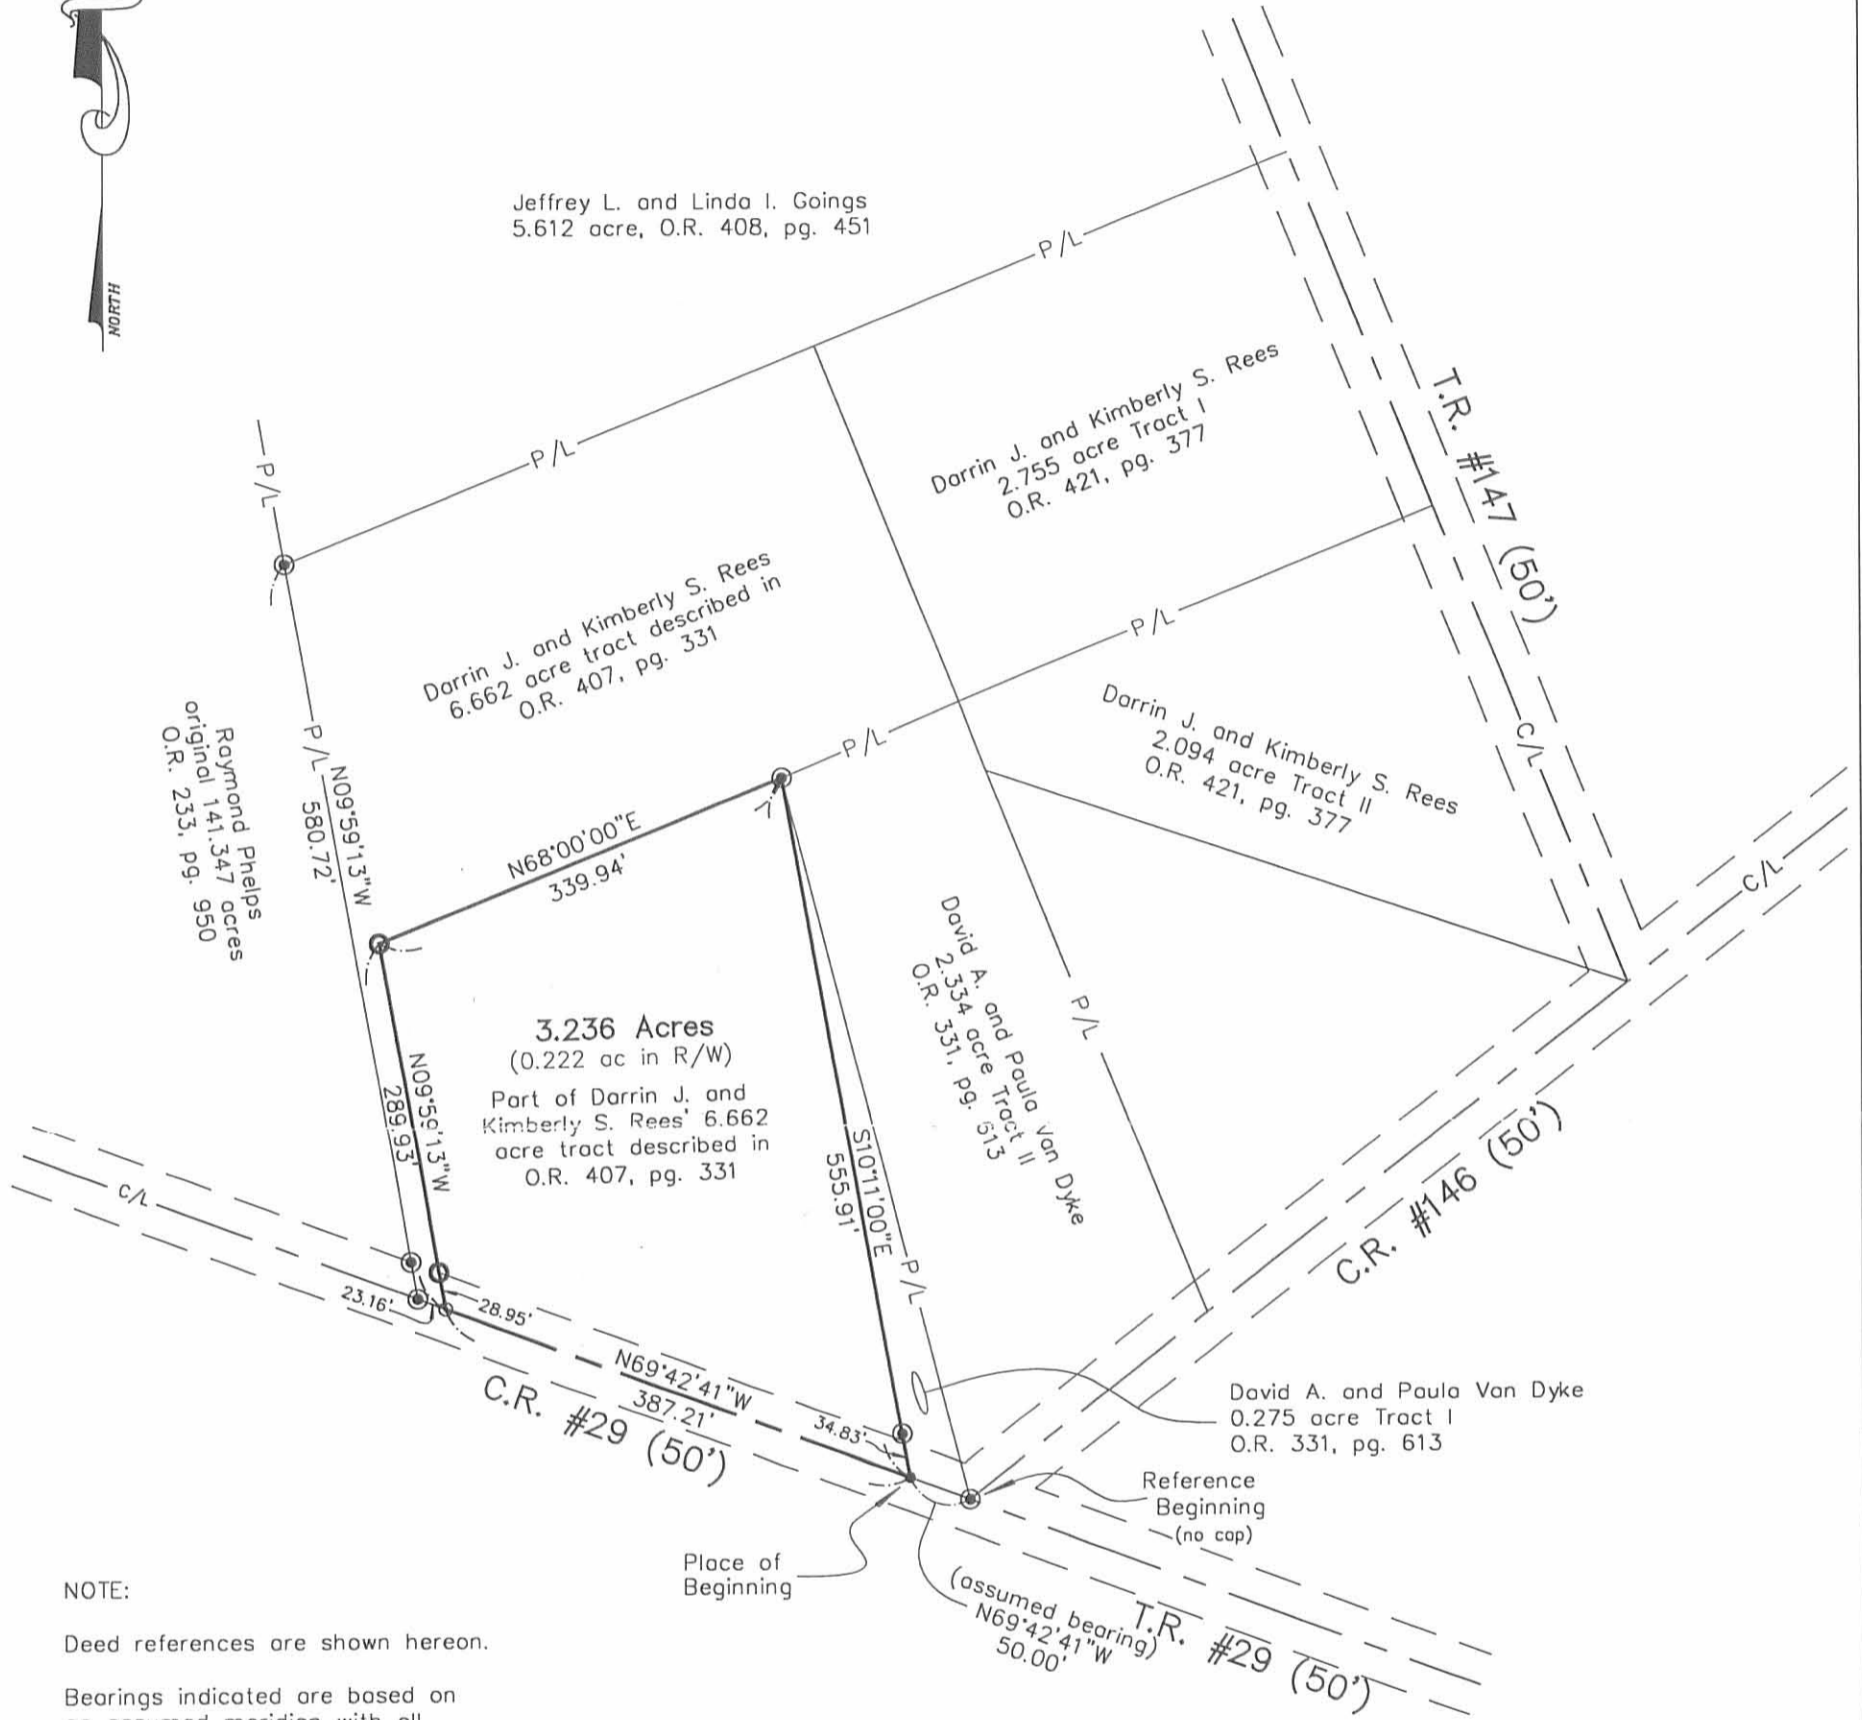 NORTH
Jeffrey L. and Linda I. Goings
5.612 acre, O.R. 408, pg. 451
P/L
P/L
P/L
T.R. #147 (50')
Darrin J. and Kimberly S. Rees
2.755 acre Tract I
O.R. 421, pg. 377
Darrin J. and Kimberly S. Rees
6.662 acre tract described in
O.R. 407, pg. 331
P/L
P/L
Darrin J. and Kimberly S. Rees
2.094 acre Tract II
O.R. 421, pg. 377
C/L
C/L
Raymond Phelps
original 141.347 acres
O.R. 233, pg. 950
P/L
N09°59'13"W
580.72'
N68°00'00"E
339.94'
David A. and Paula Van Dyke
2.334 acre Tract II
O.R. 331, pg. 613
P/L
3.236 Acres
(0.222 ac in R/W)
Part of Darrin J. and
Kimberly S. Rees' 6.662
acre tract described in
O.R. 407, pg. 331
N09°59'13"W
289.93'
S10°11'00"E
555.91'
P/L
C.R. #146 (50')
C/L
23.16'
28.95'
N69°42'41"W
387.21'
34.83'
C.R. #29 (50')
David A. and Paula Van Dyke
0.275 acre Tract I
O.R. 331, pg. 613
Reference
Beginning
(no cap)
Place of
Beginning
(assumed bearing)
N69°42'41"W
50.00'
T.R. #29 (50')
NOTE:
Deed references are shown hereon.
Bearings indicated are based on
an assumed meridian with all